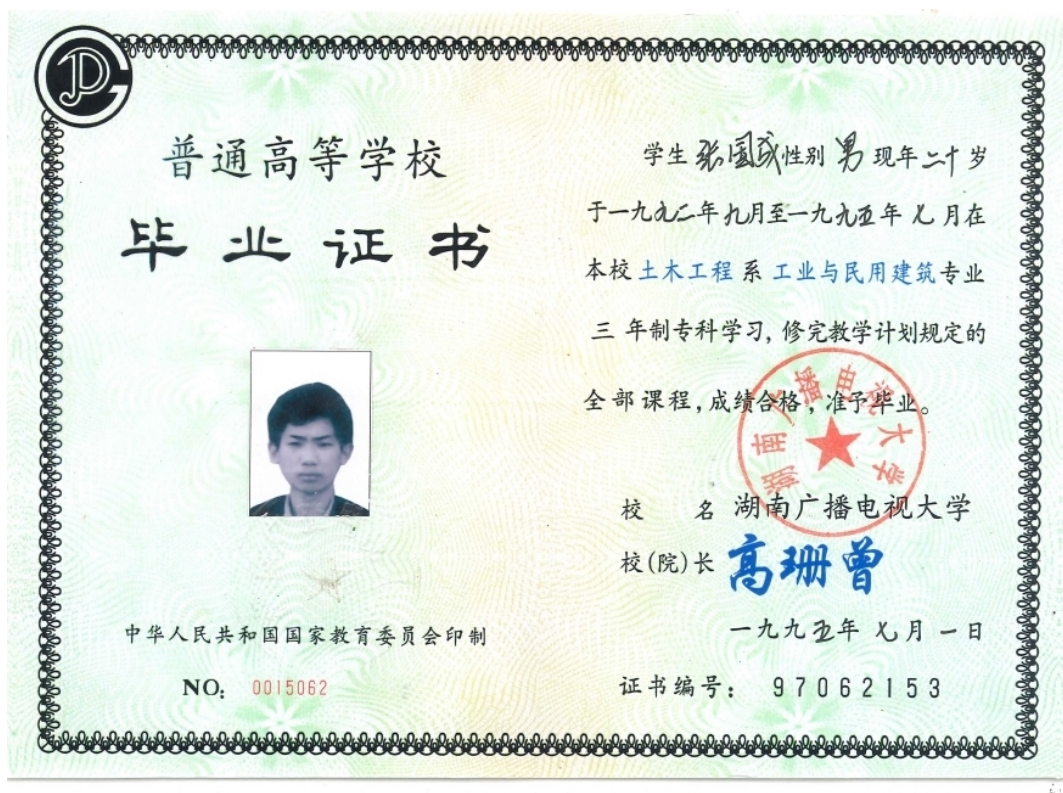 普通高等学校
毕业证书
中华人民共和国国家教育委员会印制
NO: 0015062
学生张国武性别男现年二十岁
于一九九二年九月至一九九五年七月在
本校土木工程系工业与民用建筑专业
三年制专科学习,修完教学计划规定的
全部课程,成绩合格,准予毕业。
湖南广播电视大学
校名 湖南广播电视大学
校(院)长 高珊曾
一九九五年七月一日
证书编号: 97062153